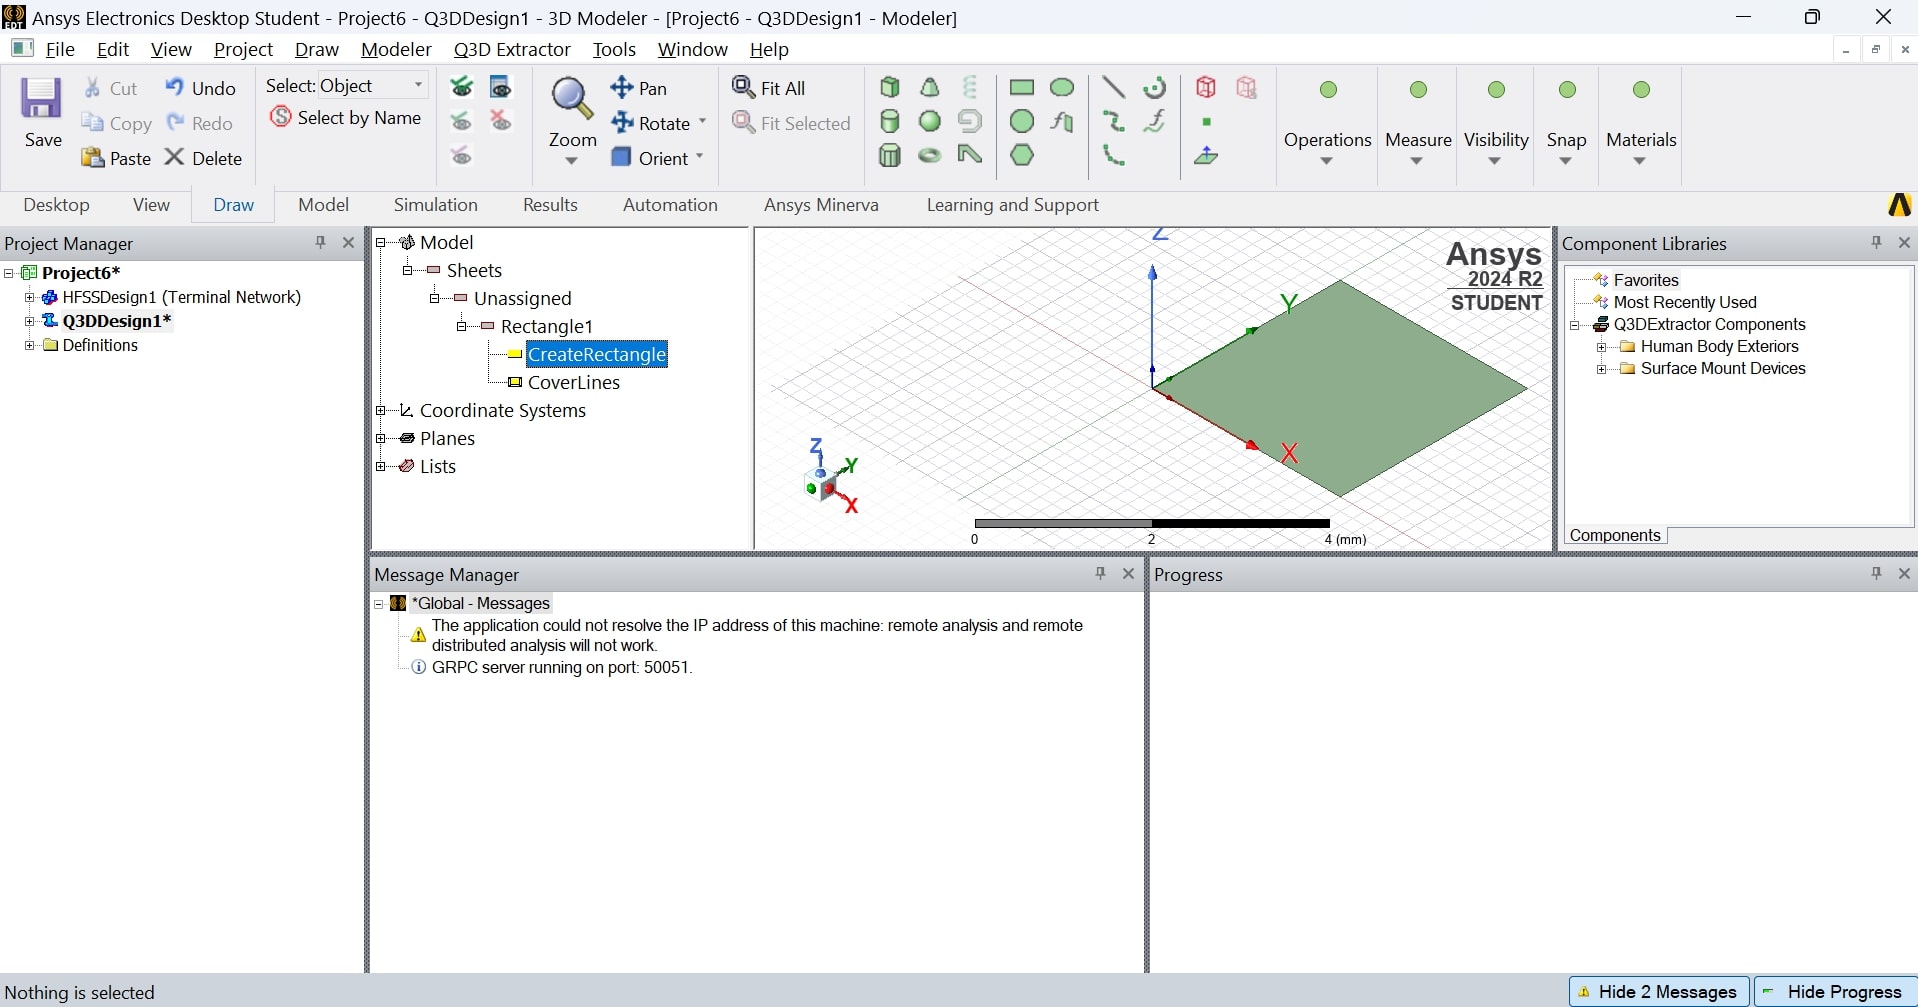 Ansys Electronics Desktop Student - Project6 - Q3DDesign1 - 3D Modeler - [Project6 - Q3DDesign1 - Modeler]
File Edit View Project Draw Modeler Q3D Extractor Tools Window Help
Save
Cut
Copy
Paste
Undo
Redo
Delete
Select: Object
Select by Name
Zoom
Pan
Rotate
Orient
Fit All
Fit Selected
Operations
Measure
Visibility
Snap
Materials
Desktop View Draw Model Simulation Results Automation Ansys Minerva Learning and Support
Project Manager
Project6*
HFSSDesign1 (Terminal Network)
Q3DDesign1*
Definitions
Model
Sheets
Unassigned
Rectangle1
CreateRectangle
CoverLines
Coordinate Systems
Planes
Lists
Z
Y
X
Z
Y
X
Ansys
2024 R2
STUDENT
0 2 4 (mm)
Component Libraries
Favorites
Most Recently Used
Q3DExtractor Components
Human Body Exteriors
Surface Mount Devices
Components
Message Manager
*Global - Messages
The application could not resolve the IP address of this machine: remote analysis and remote
distributed analysis will not work.
GRPC server running on port: 50051.
Progress
Nothing is selected
Hide 2 Messages
Hide Progress